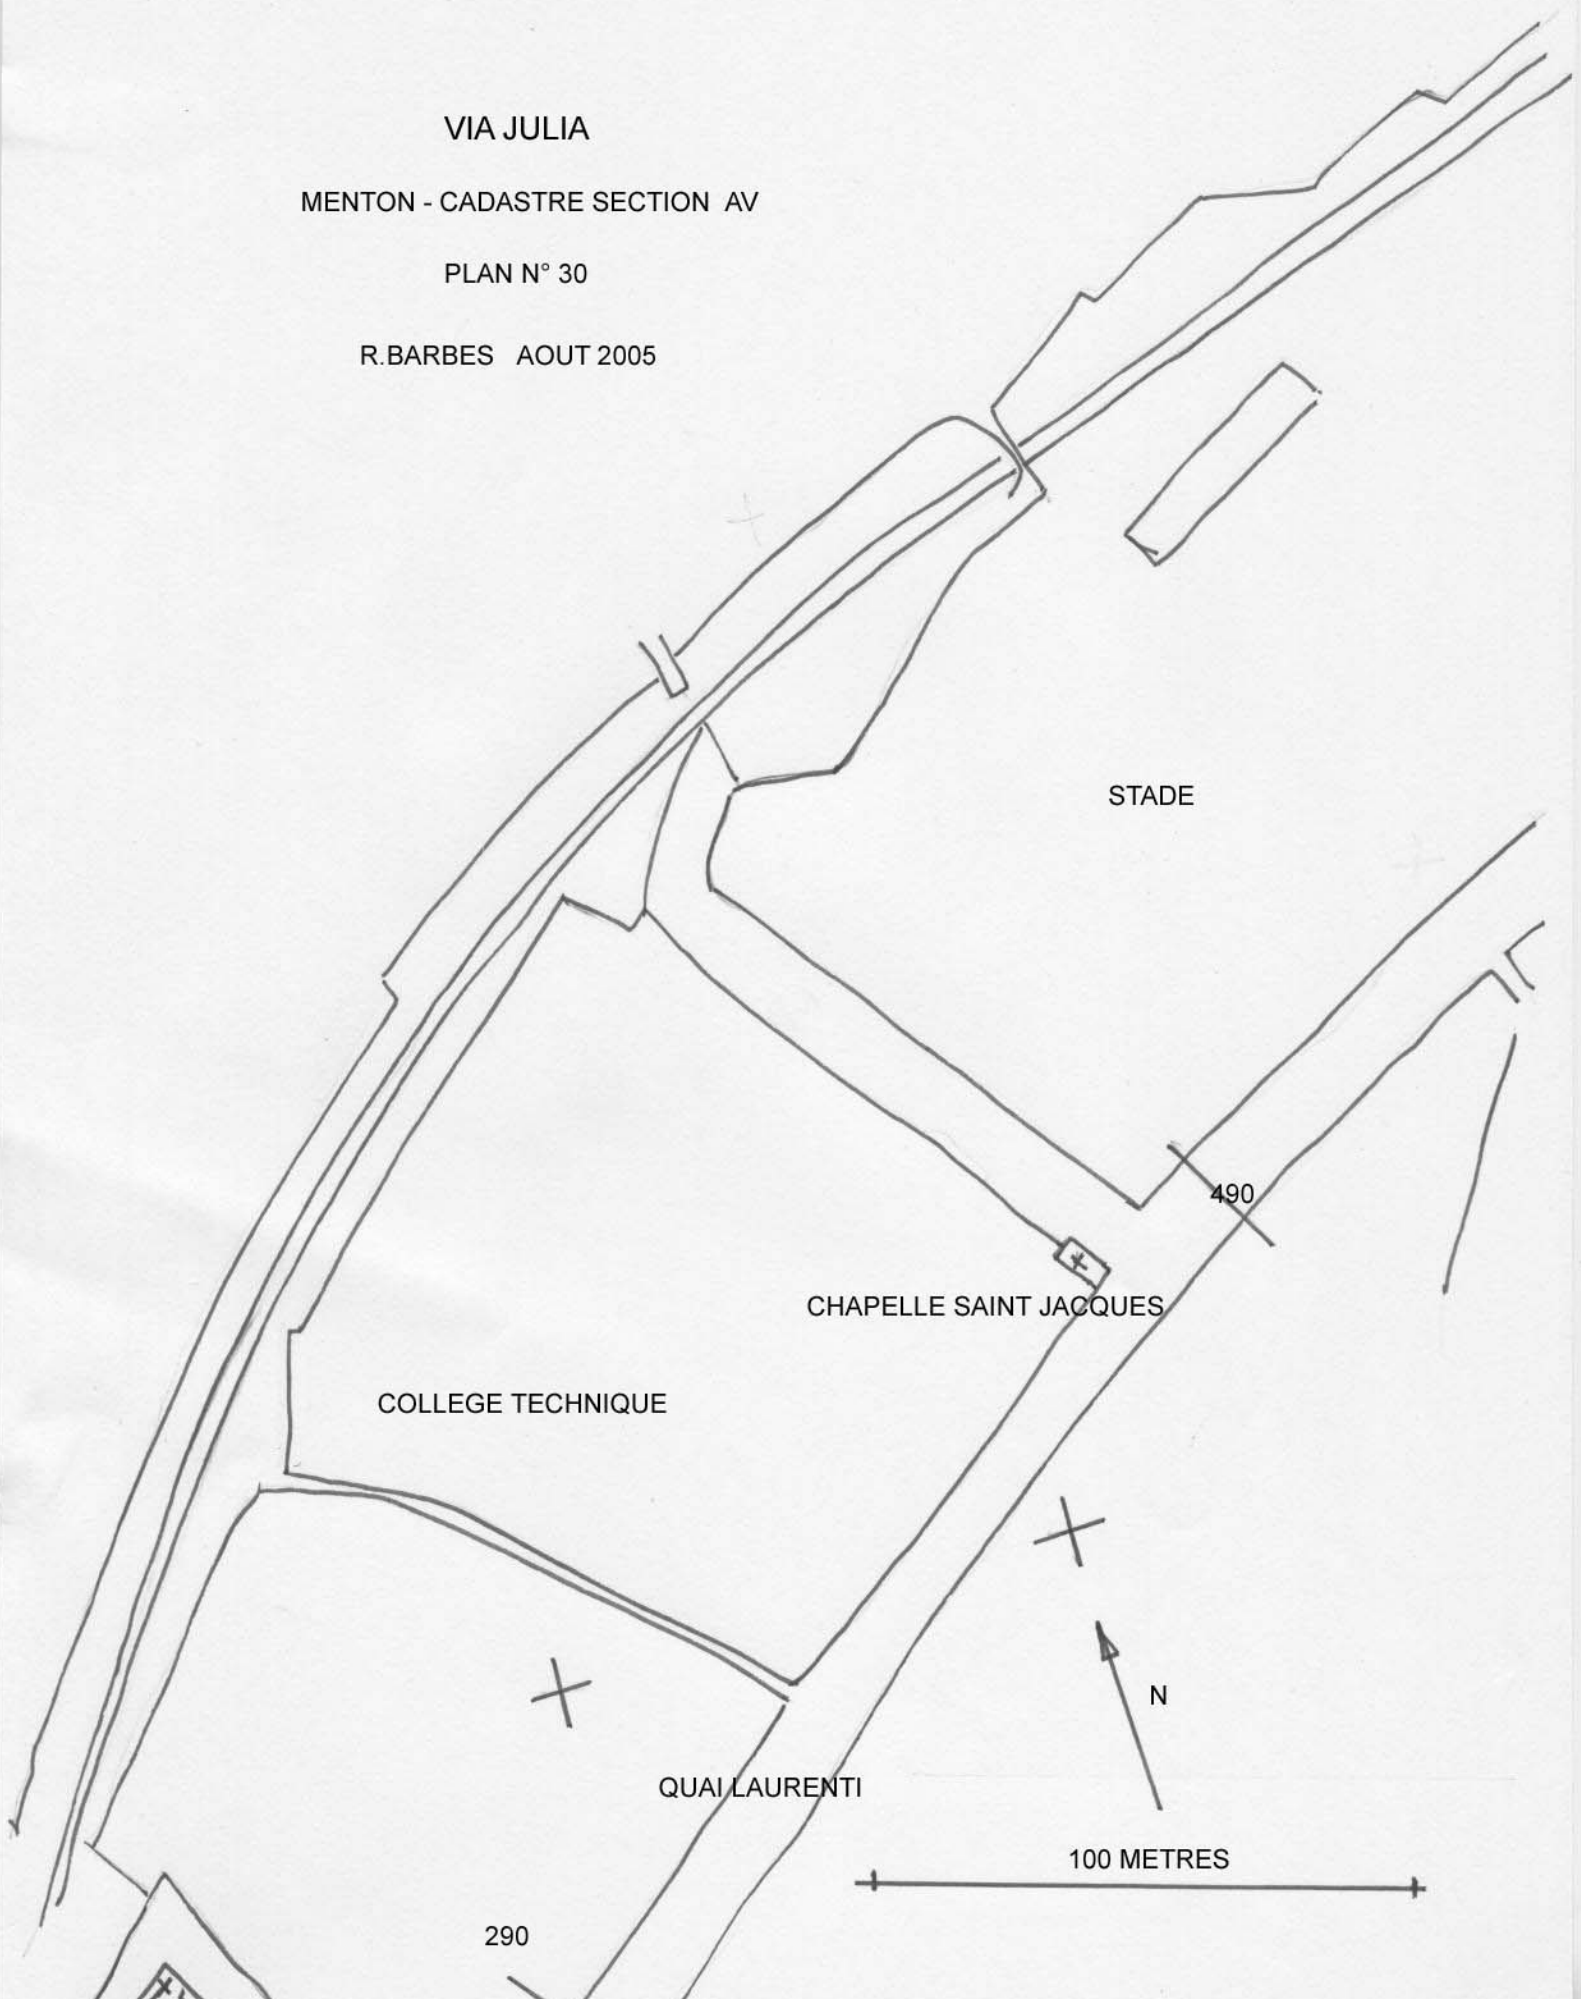 VIA JULIA
MENTON - CADASTRE SECTION AV
PLAN N° 30
R.BARBES AOUT 2005
STADE
490
CHAPELLE SAINT JACQUES
COLLEGE TECHNIQUE
N
QUAI LAURENTI
100 METRES
290